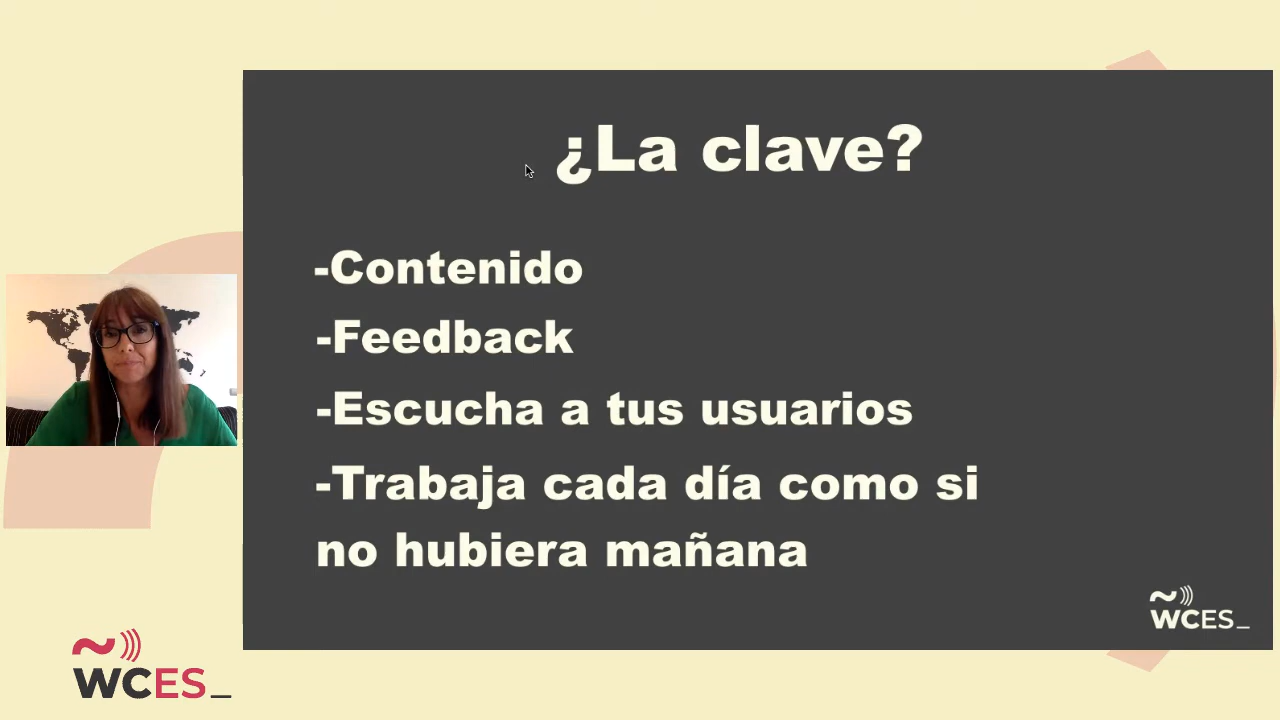 ¿La clave?
-Contenido
-Feedback
-Escucha a tus usuarios
-Trabaja cada día como si
no hubiera mañana
WCES_
WCES_